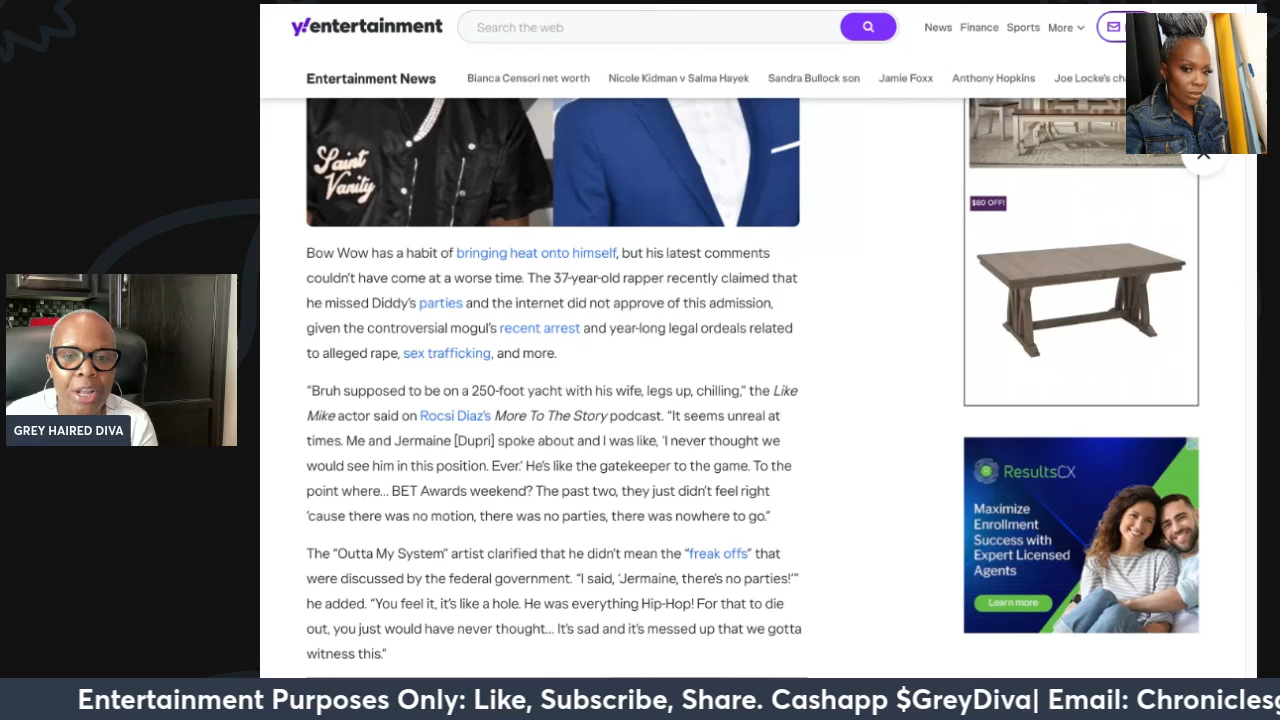 y!entertainment
Search the web
News Finance Sports More
Entertainment News
Bianca Censori net worth
Nicole Kidman v Salma Hayek
Sandra Bullock son
Jamie Foxx
Anthony Hopkins
Joe Locke's
Saint
Vanity
$80 OFF!
Bow Wow has a habit of bringing heat onto himself, but his latest comments
couldn't have come at a worse time. The 37-year-old rapper recently claimed that
he missed Diddy's parties and the internet did not approve of this admission,
given the controversial mogul's recent arrest and year-long legal ordeals related
to alleged rape, sex trafficking, and more.
"Bruh supposed to be on a 250-foot yacht with his wife, legs up, chilling," the Like
Mike actor said on Rocsi Diaz's More To The Story podcast. "It seems unreal at
times. Me and Jermaine [Dupri] spoke about and I was like, 'I never thought we
would see him in this position. Ever.' He's like the gatekeeper to the game. To the
point where... BET Awards weekend? The past two, they just didn't feel right
'cause there was no motion, there was no parties, there was nowhere to go."
The "Outta My System" artist clarified that he didn't mean the "freak offs" that
were discussed by the federal government. "I said, 'Jermaine, there's no parties!'"
he added. "You feel it, it's like a hole. He was everything Hip-Hop! For that to die
out, you just would have never thought... It's sad and it's messed up that we gotta
witness this."
ResultsCX
Maximize
Enrollment
Success with
Expert Licensed
Agents
Learn more
GREY HAIRED DIVA
Entertainment Purposes Only: Like, Subscribe, Share. Cashapp $GreyDiva| Email: Chronicles